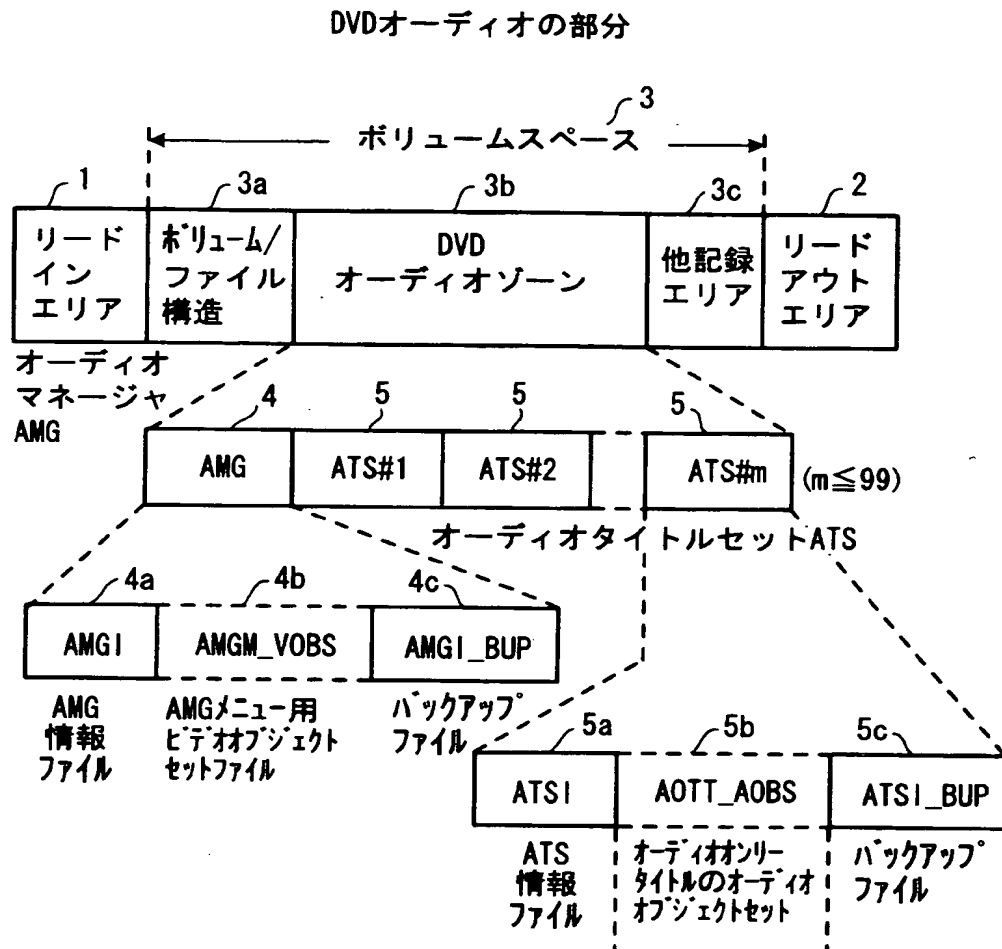 DVDオーディオの部分
3
ボリュームスペース
1
3a
3b
3c
2
リード
イン
エリア
ボリューム/
ファイル
構造
DVD
オーディオゾーン
他記録
エリア
リード
アウト
エリア
オーディオ
マネージャ
AMG
4
5
5
5
AMG
ATS#1
ATS#2
ATS#m
(m≦99)
オーディオタイトルセットATS
4a
4b
4c
AMGI
AMGM_VOBS
AMGI_BUP
AMG
情報
ファイル
AMGメニュー用
ビデオオブジェクト
セットファイル
バックアップ
ファイル
5a
5b
5c
ATSI
AOTT_AOBS
ATSI_BUP
ATS
情報
ファイル
オーディオオンリー
タイトルのオーディオ
オブジェクトセット
バックアップ
ファイル